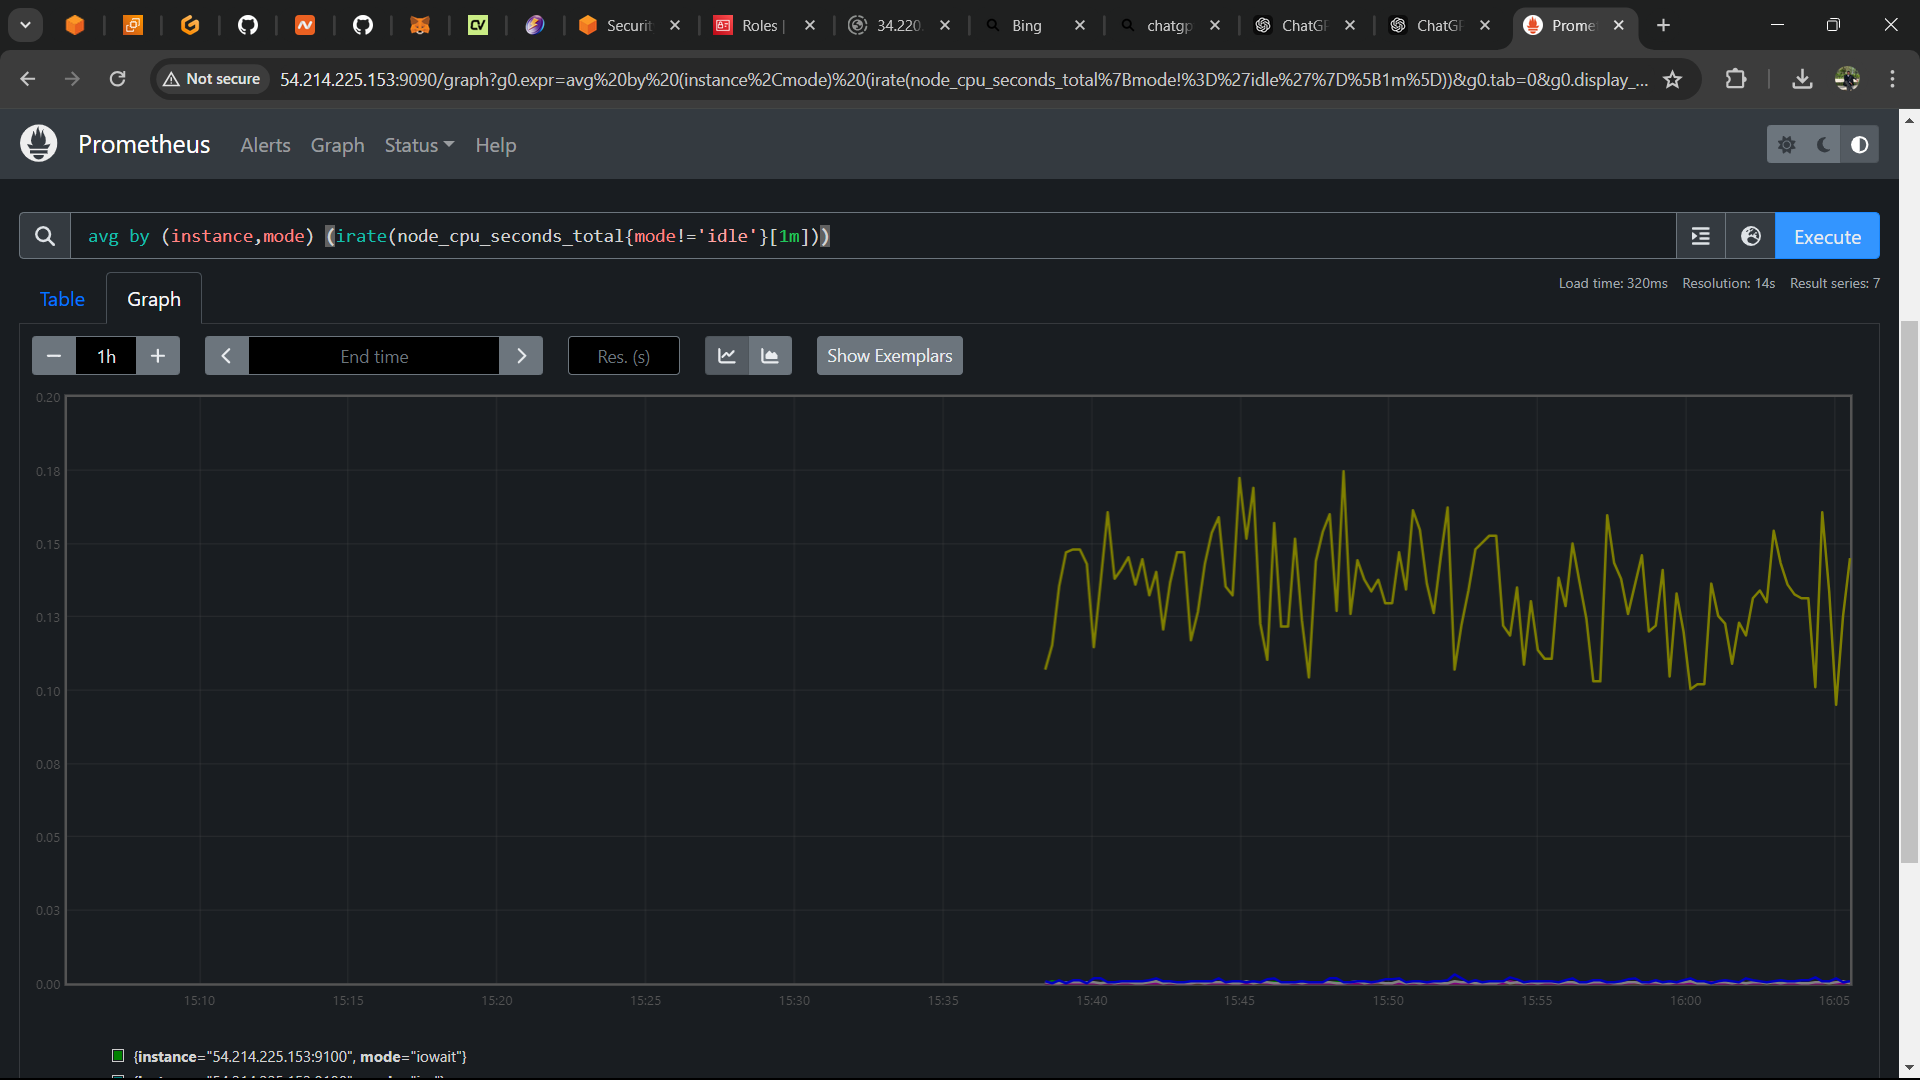 Securit
Roles |
34.220.
Bing
chatgp
ChatGP
ChatGP
Prome
Not secure
54.214.225.153:9090/graph?g0.expr=avg%20by%20(instance%2Cmode)%20(irate(node_cpu_seconds_total%7Bmode!%3D%27idle%27%7D%5B1m%5D))&g0.tab=0&g0.display_...
Prometheus
Alerts
Graph
Status
Help
avg by (instance,mode) (irate(node_cpu_seconds_total{mode!='idle'}[1m]))
Execute
Table
Graph
Load time: 320ms Resolution: 14s Result series: 7
1h
End time
Res. (s)
Show Exemplars
0.20
0.18
0.15
0.13
0.10
0.08
0.05
0.03
0.00
15:10
15:15
15:20
15:25
15:30
15:35
15:40
15:45
15:50
15:55
16:00
16:05
{instance="54.214.225.153:9100", mode="iowait"}